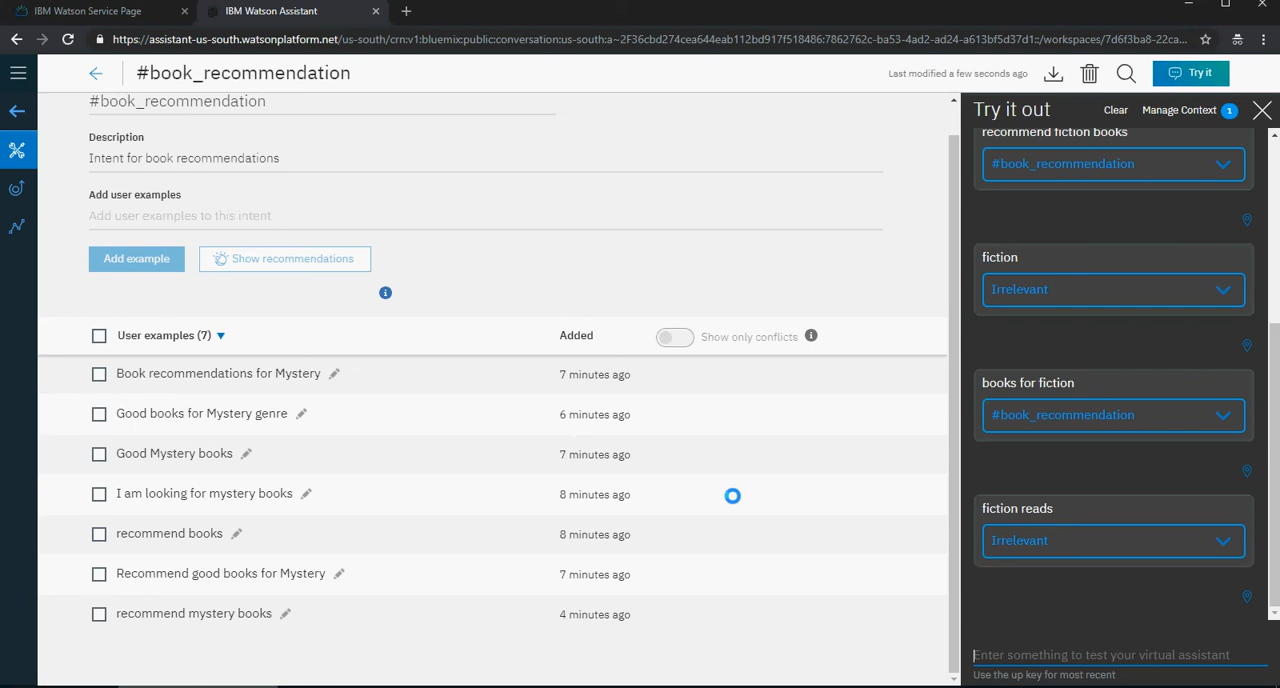 IBM Watson Service Page
IBM Watson Assistant
https://assistant-us-south.watsonplatform.net/us-south/crn:v1:bluemix:public:conversation:us-south:a~2F36cbd274cea644eab112bd917f518486:7862762c-ba53-4ad2-ad24-a613bf5d37d1::/workspaces/7d6f3ba8-22ca...
#book_recommendation
Last modified a few seconds ago
Try it
#book_recommendation
Description
Intent for book recommendations
Add user examples
Add user examples to this intent
Add example
Show recommendations
User examples (7)
Added
Show only conflicts
Book recommendations for Mystery
7 minutes ago
Good books for Mystery genre
6 minutes ago
Good Mystery books
7 minutes ago
I am looking for mystery books
8 minutes ago
recommend books
8 minutes ago
Recommend good books for Mystery
7 minutes ago
recommend mystery books
4 minutes ago
Try it out
Clear
Manage Context
1
recommend fiction books
#book_recommendation
fiction
Irrelevant
books for fiction
#book_recommendation
fiction reads
Irrelevant
Enter something to test your virtual assistant
Use the up key for most recent